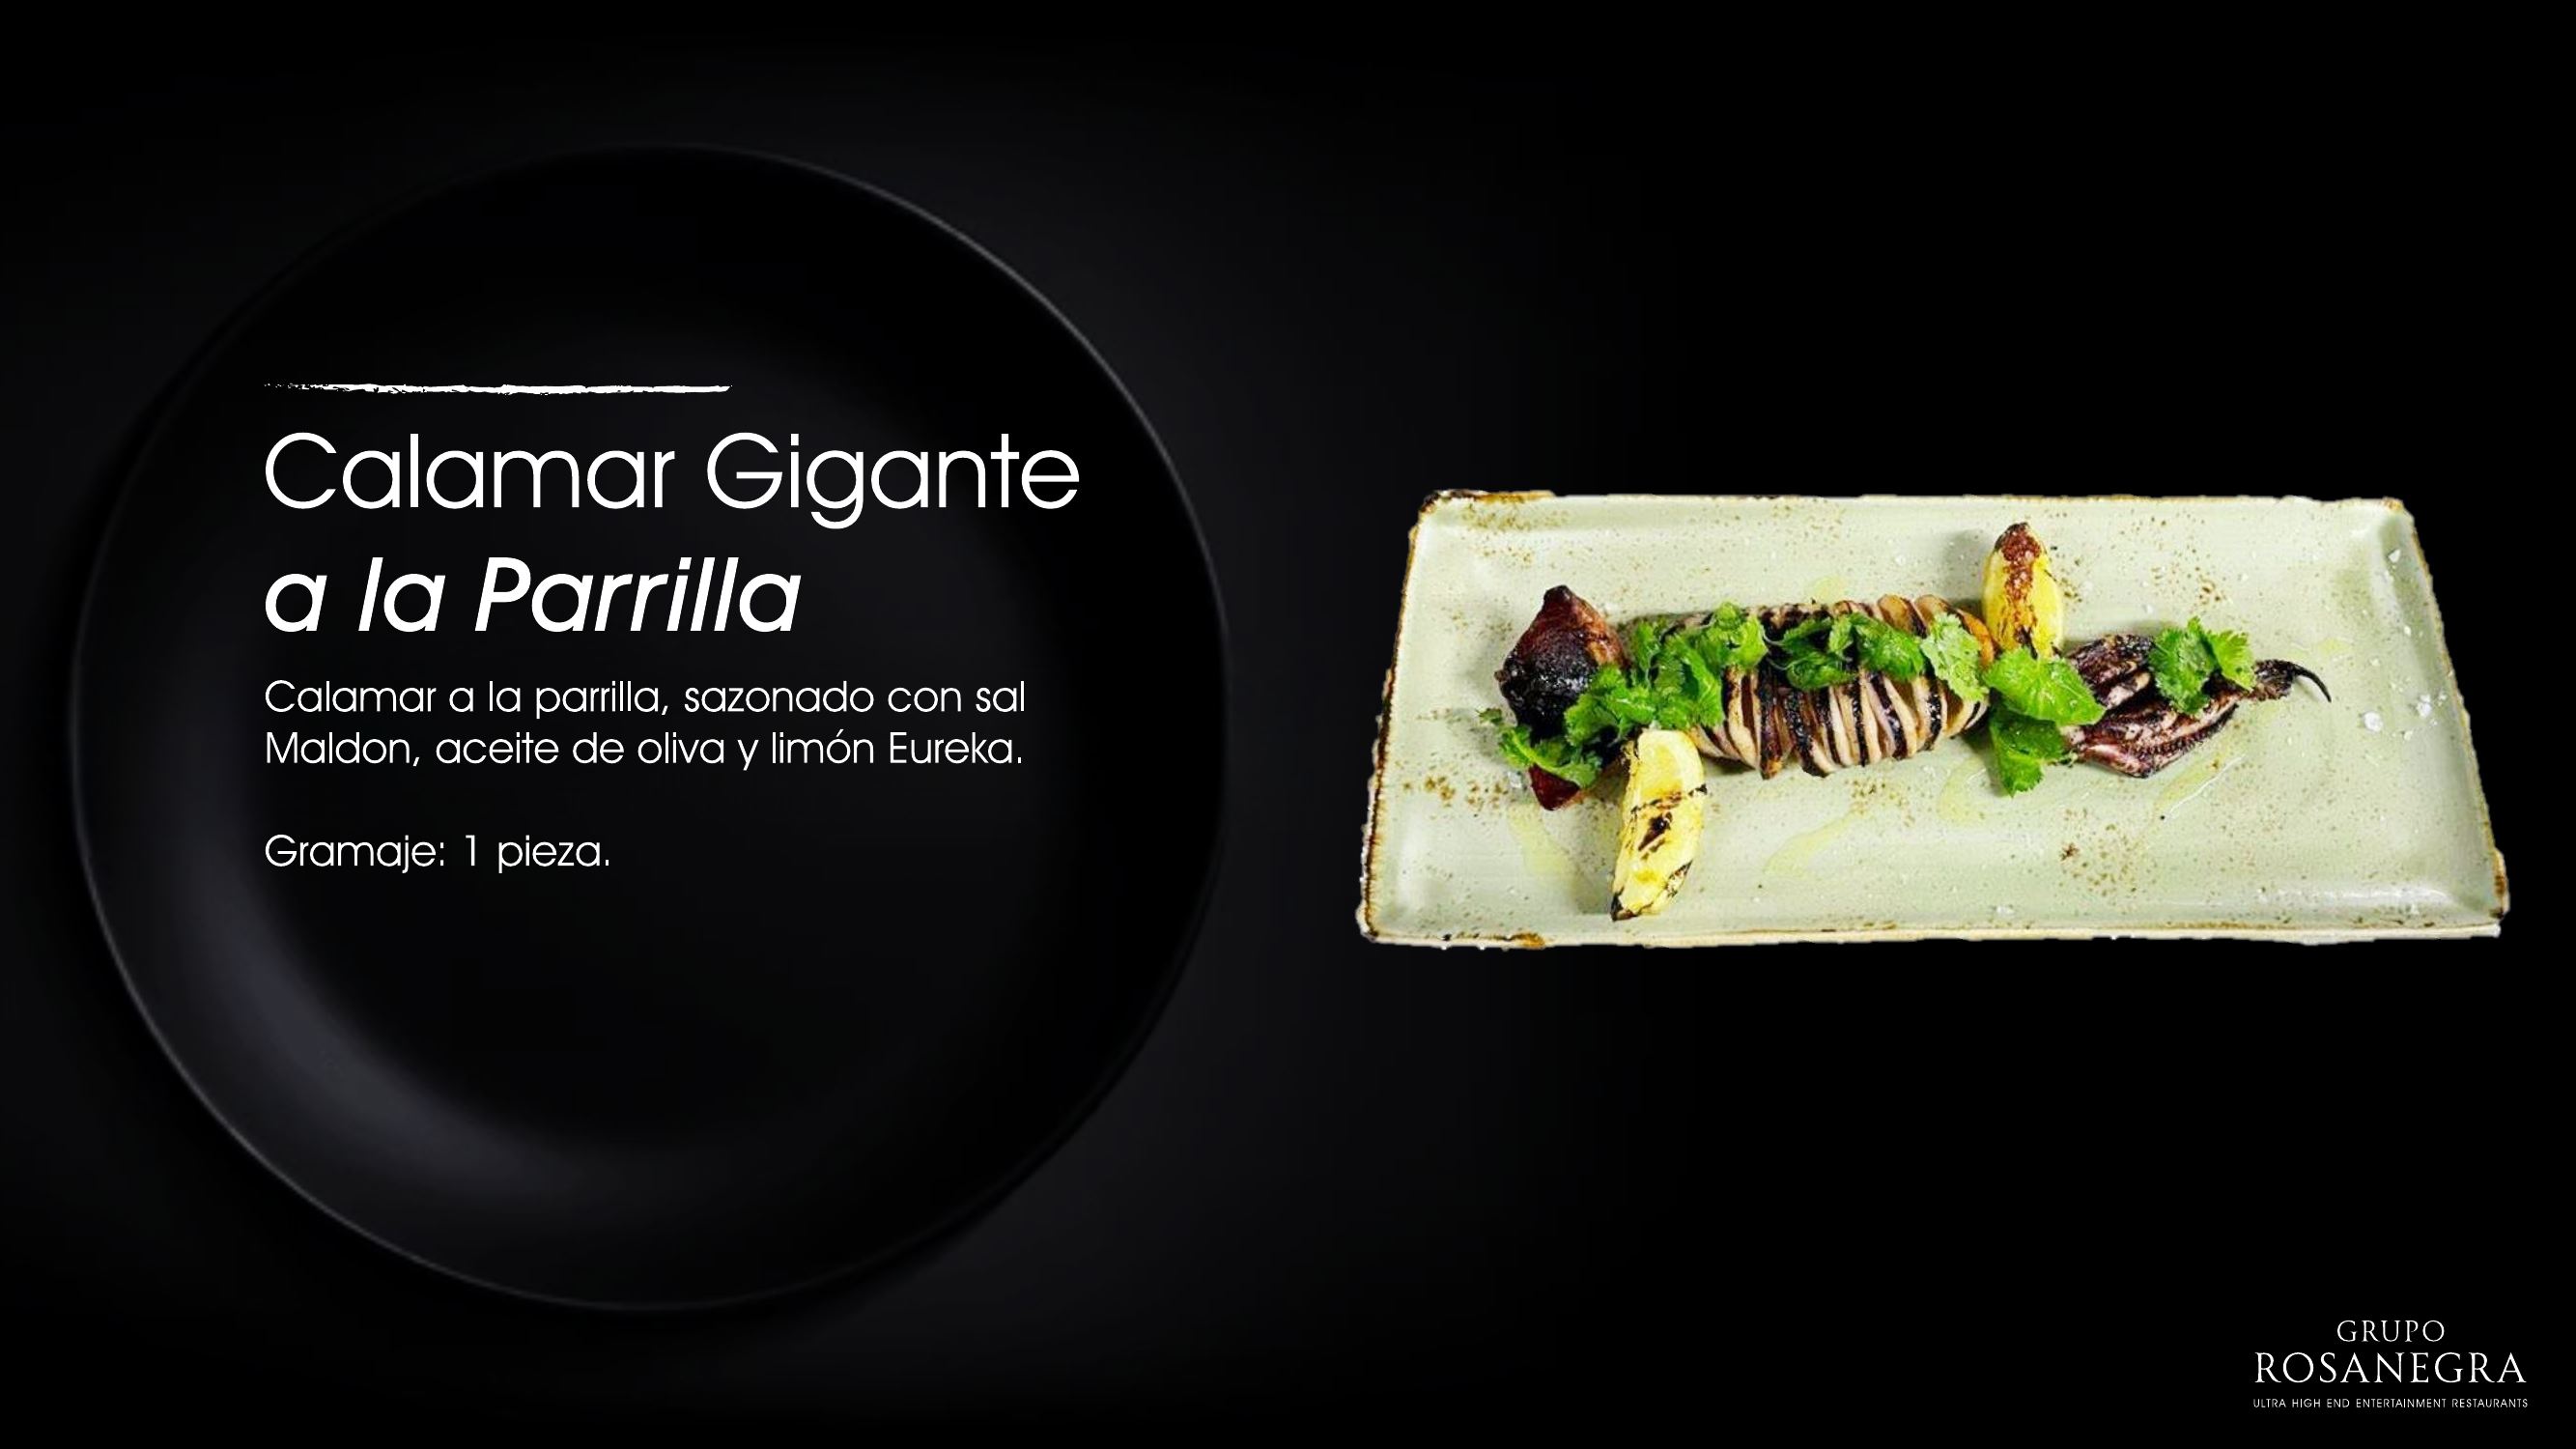 Calamar Gigante
a la Parrilla
Calamar a la parrilla, sazonado con sal
Maldon, aceite de oliva y limón Eureka.
Gramaje: 1 pieza.
GRUPO
ROSANEGRA
ULTRA HIGH END ENTERTAINMENT RESTAURANTS